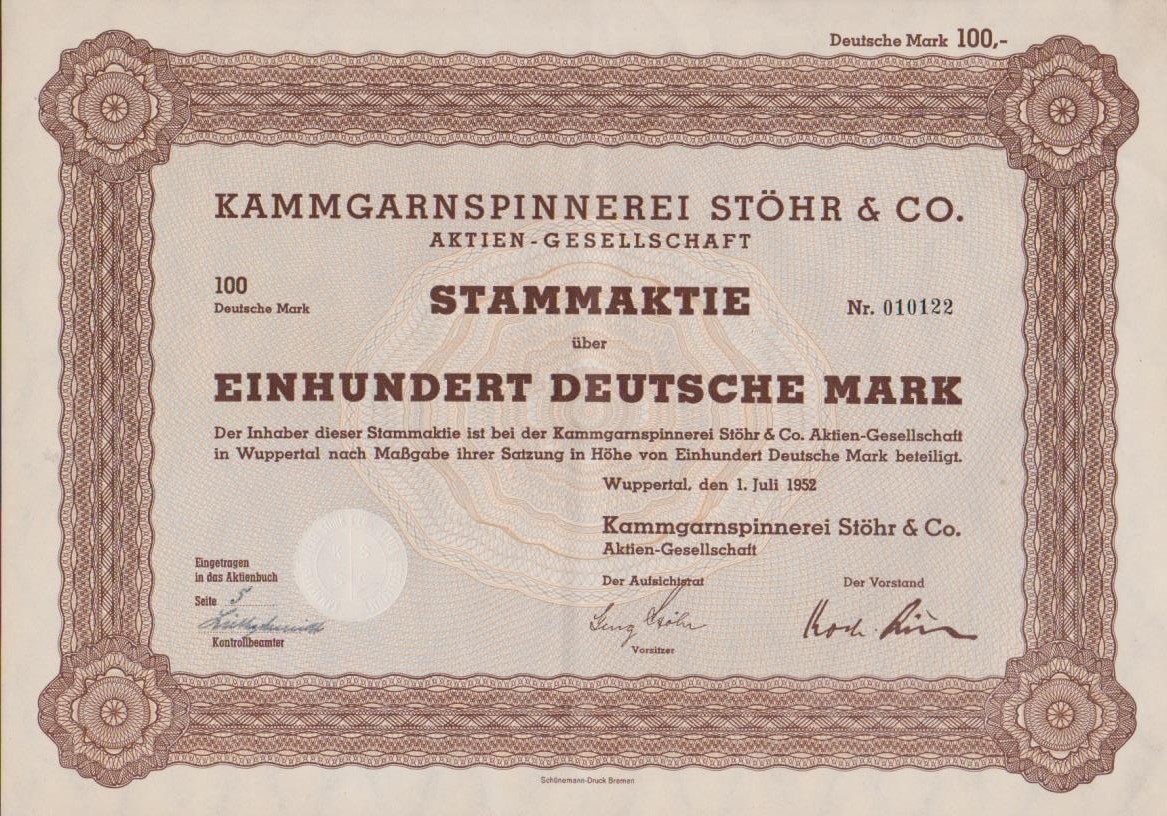 Deutsche Mark 100,-
KAMMGARNSPINNEREI STÖHR & CO.
AKTIEN-GESELLSCHAFT
100
Deutsche Mark
STAMMAKTIE
Nr. 010122
über
EINHUNDERT DEUTSCHE MARK
Der Inhaber dieser Stammaktie ist bei der Kammgarnspinnerei Stöhr & Co. Aktien-Gesellschaft
in Wuppertal nach Maßgabe ihrer Satzung in Höhe von Einhundert Deutsche Mark beteiligt.
Wuppertal, den 1. Juli 1952
Kammgarnspinnerei Stöhr & Co.
Aktien-Gesellschaft
Eingetragen
in das Aktienbuch
Seite 5
Kontrollbeamter
Der Aufsichtsrat
Stöhr
Vorsitzer
Der Vorstand
Schünemann-Druck Bremen